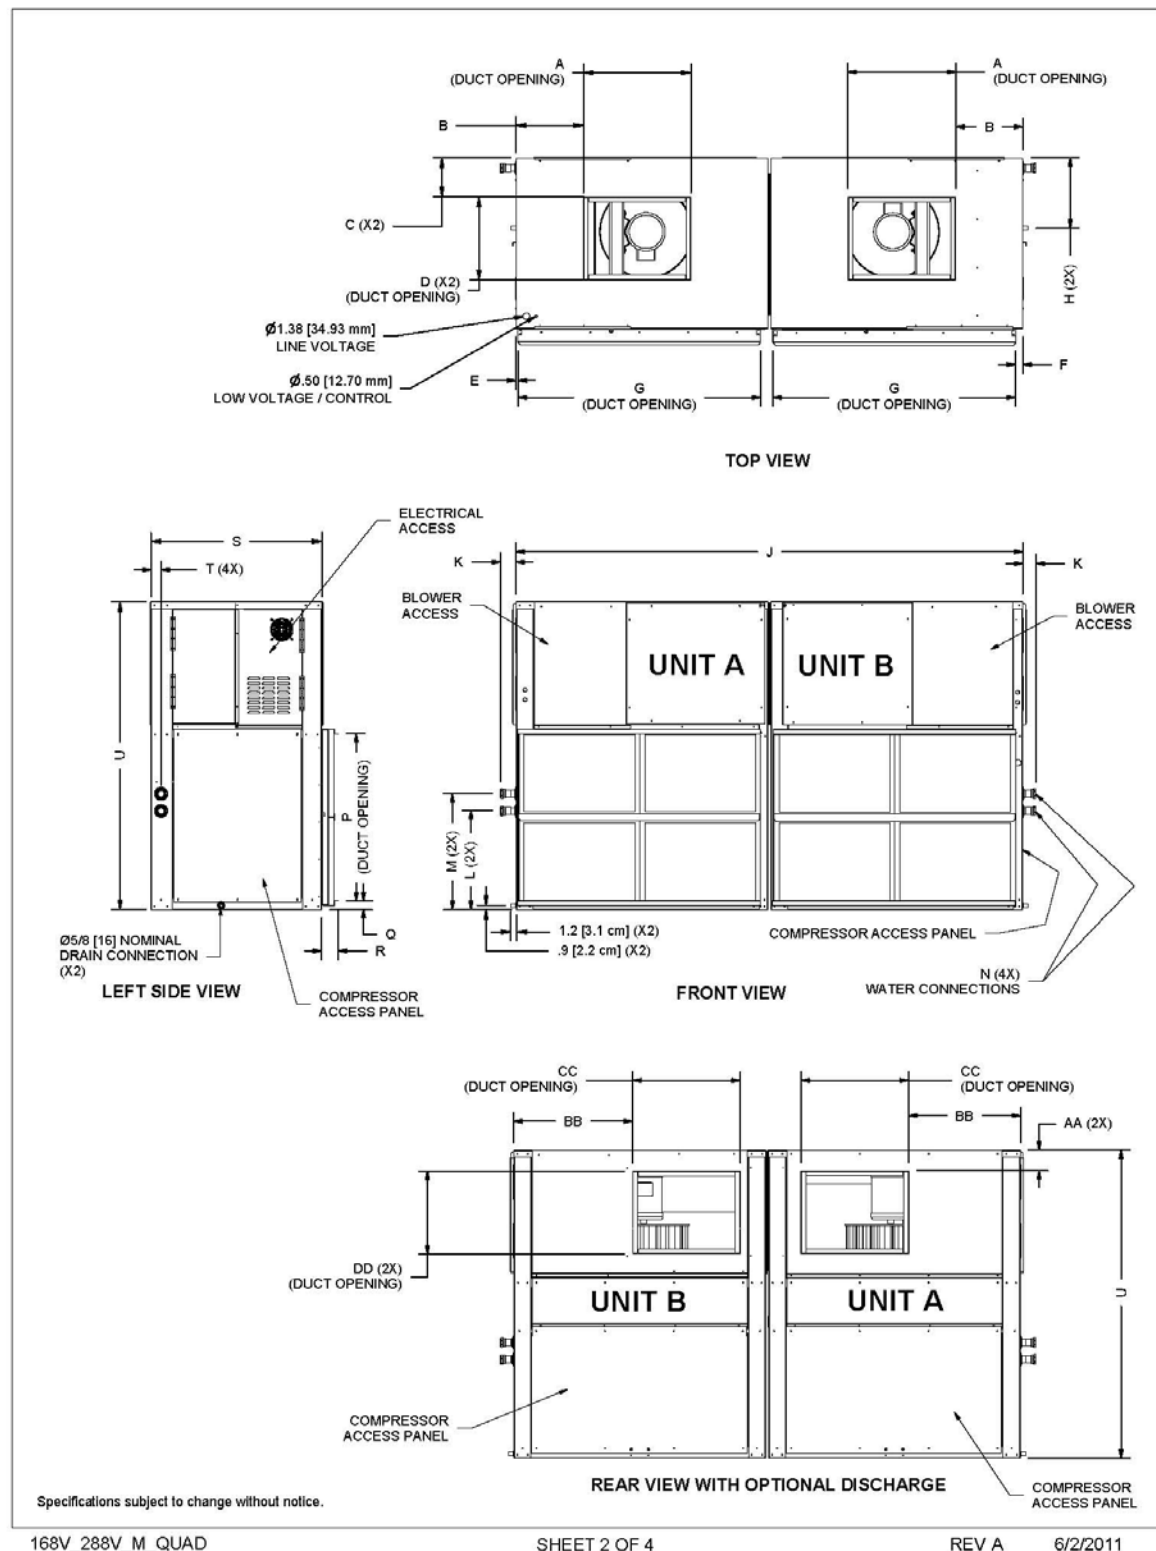 A
(DUCT OPENING)
A
(DUCT OPENING)
B
B
C (X2)
D (X2)
(DUCT OPENING)
H (2X)
Ø1.38 [34.93 mm]
LINE VOLTAGE
Ø.50 [12.70 mm]
LOW VOLTAGE / CONTROL
E
F
G
(DUCT OPENING)
G
(DUCT OPENING)
TOP VIEW
ELECTRICAL
ACCESS
S
T (4X)
U
P
(DUCT OPENING)
Q
R
Ø5/8 [16] NOMINAL
DRAIN CONNECTION
(X2)
LEFT SIDE VIEW
COMPRESSOR
ACCESS PANEL
J
K
K
BLOWER
ACCESS
BLOWER
ACCESS
UNIT A
UNIT B
M (2X)
L (2X)
1.2 [3.1 cm] (X2)
.9 [2.2 cm] (X2)
COMPRESSOR ACCESS PANEL
N (4X)
WATER CONNECTIONS
FRONT VIEW
CC
(DUCT OPENING)
CC
(DUCT OPENING)
BB
BB
AA (2X)
DD (2X)
(DUCT OPENING)
U
UNIT B
UNIT A
COMPRESSOR
ACCESS PANEL
REAR VIEW WITH OPTIONAL DISCHARGE
COMPRESSOR
ACCESS PANEL
Specifications subject to change without notice.
168V 288V M QUAD
SHEET 2 OF 4
REV A
6/2/2011